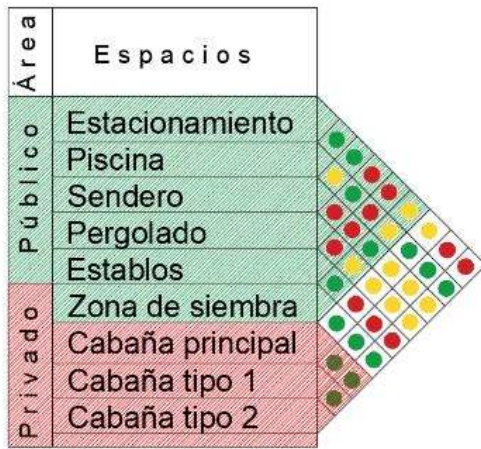 Área
Espacios
Público
Estacionamiento
Piscina
Sendero
Pergolado
Establos
Zona de siembra
Privado
Cabaña principal
Cabaña tipo 1
Cabaña tipo 2